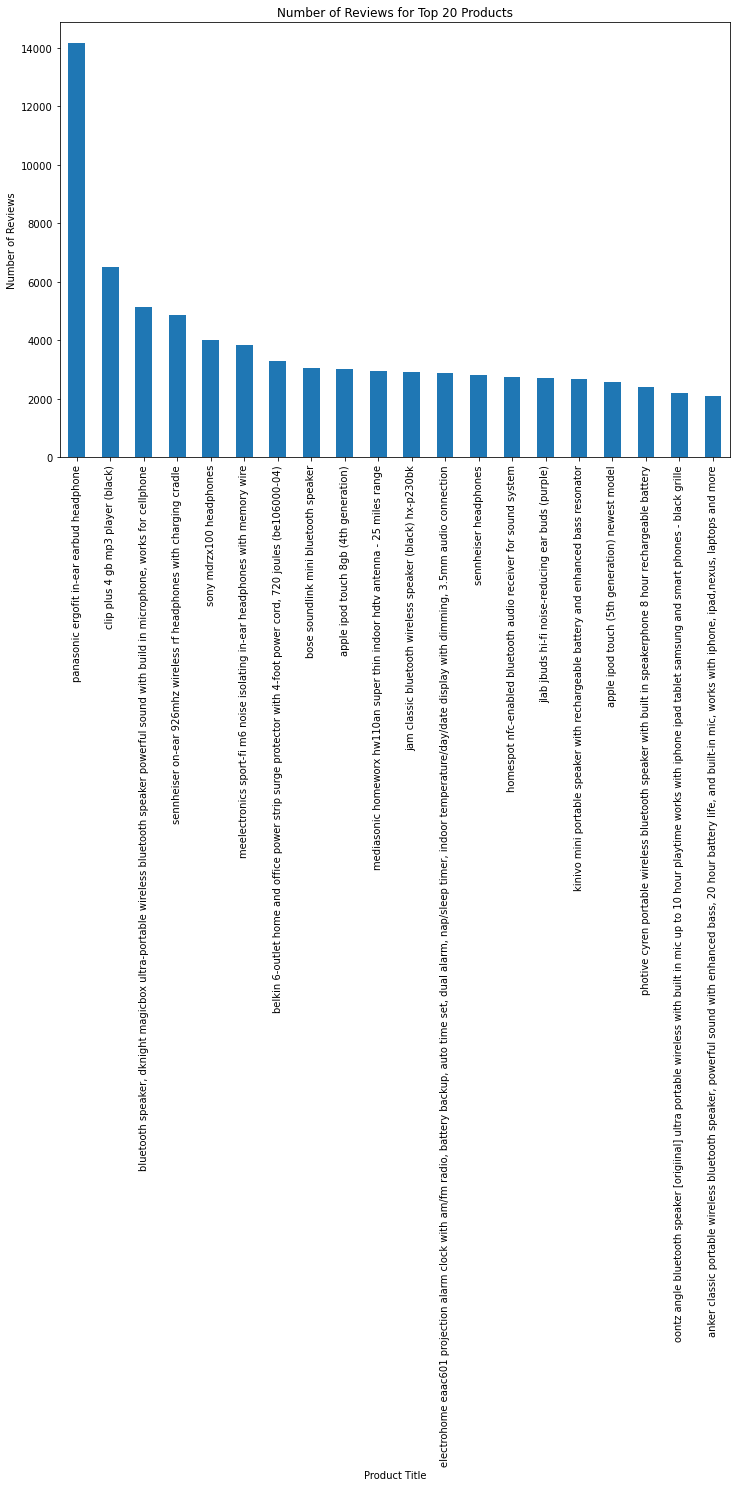 Number of Reviews for Top 20 Products
Number of Reviews
14000
12000
10000
8000
6000
4000
2000
0
panasonic ergofit in-ear earbud headphone
clip plus 4 gb mp3 player (black)
bluetooth speaker, dknight magicbox ultra-portable wireless bluetooth speaker powerful sound with build in microphone, works for cellphone
sennheiser on-ear 926mhz wireless rf headphones with charging cradle
sony mdrzx100 headphones
meelectronics sport-fi m6 noise isolating in-ear headphones with memory wire
belkin 6-outlet home and office power strip surge protector with 4-foot power cord, 720 joules (be106000-04)
bose soundlink mini bluetooth speaker
apple ipod touch 8gb (4th generation)
mediasonic homeworx hw110an super thin indoor hdtv antenna - 25 miles range
jam classic bluetooth wireless speaker (black) hx-p230bk
electrohome eaac601 projection alarm clock with am/fm radio, battery backup, auto time set, dual alarm, nap/sleep timer, indoor temperature/day/date display with dimming, 3.5mm audio connection
sennheiser headphones
homespot nfc-enabled bluetooth audio receiver for sound system
jlab jbuds hi-fi noise-reducing ear buds (purple)
kinivo mini portable speaker with rechargeable battery and enhanced bass resonator
apple ipod touch (5th generation) newest model
photive cyren portable wireless bluetooth speaker with built in speakerphone 8 hour rechargeable battery
oontz angle bluetooth speaker [origiinal] ultra portable wireless with built in mic up to 10 hour playtime works with iphone ipad tablet samsung and smart phones - black grille
anker classic portable wireless bluetooth speaker, powerful sound with enhanced bass, 20 hour battery life, and built-in mic, works with iphone, ipad,nexus, laptops and more
Product Title